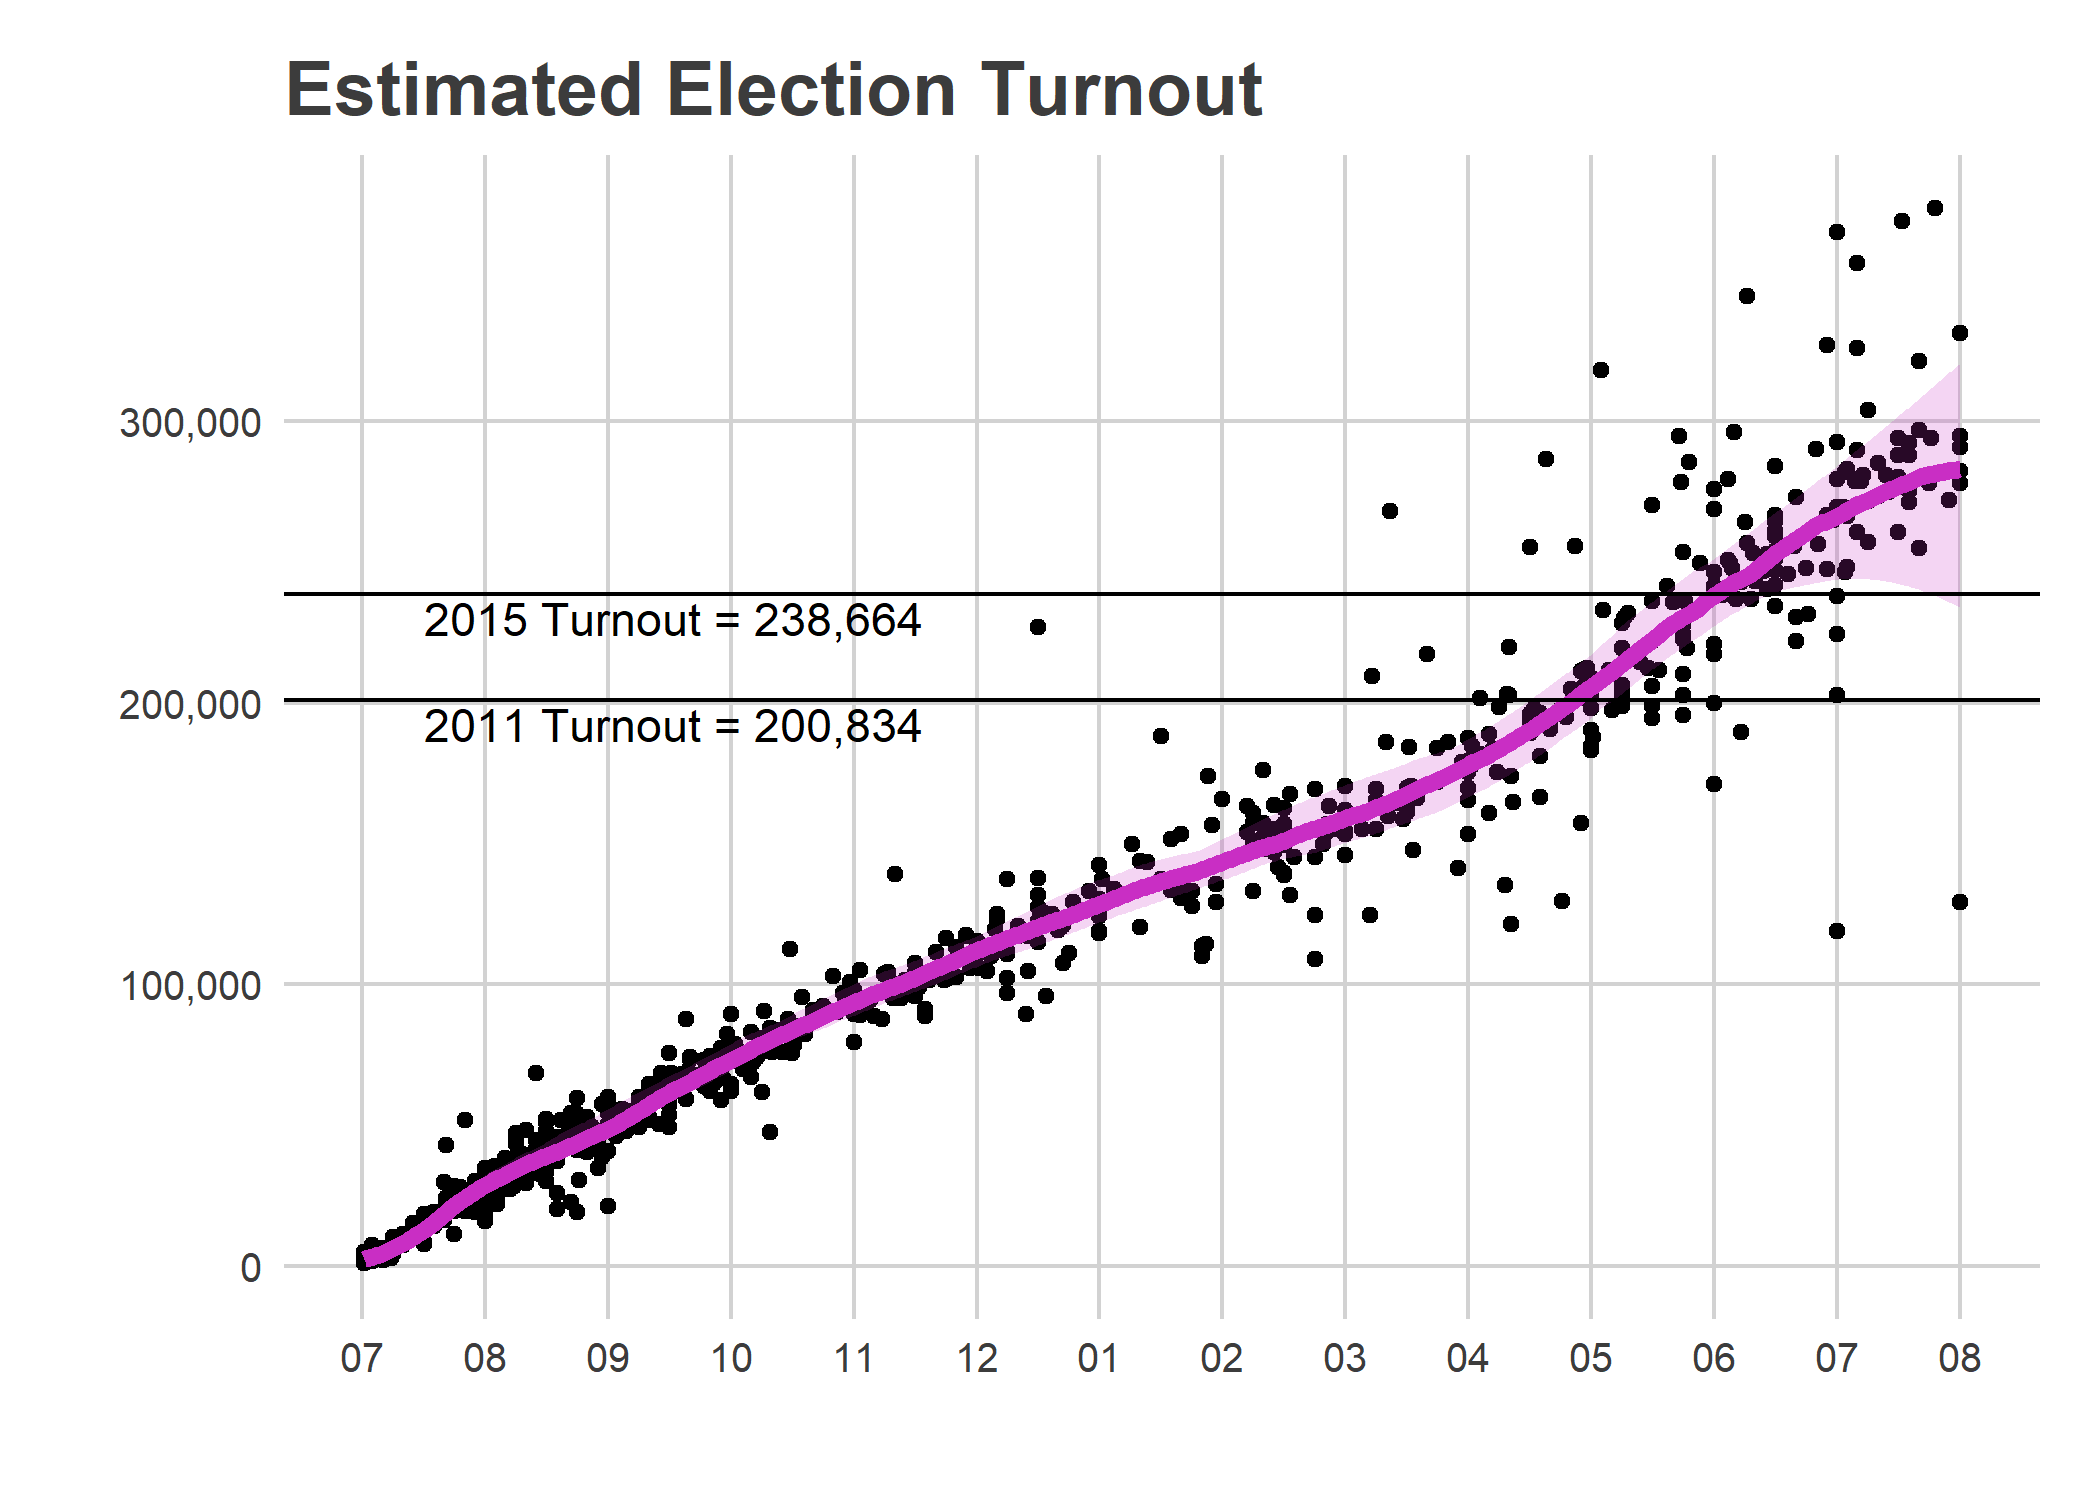 Estimated Election Turnout
300,000
2015 Turnout = 238,664
200,000
2011 Turnout = 200,834
100,000
0
07 08 09 10 11 12 01 02 03 04 05 06 07 08